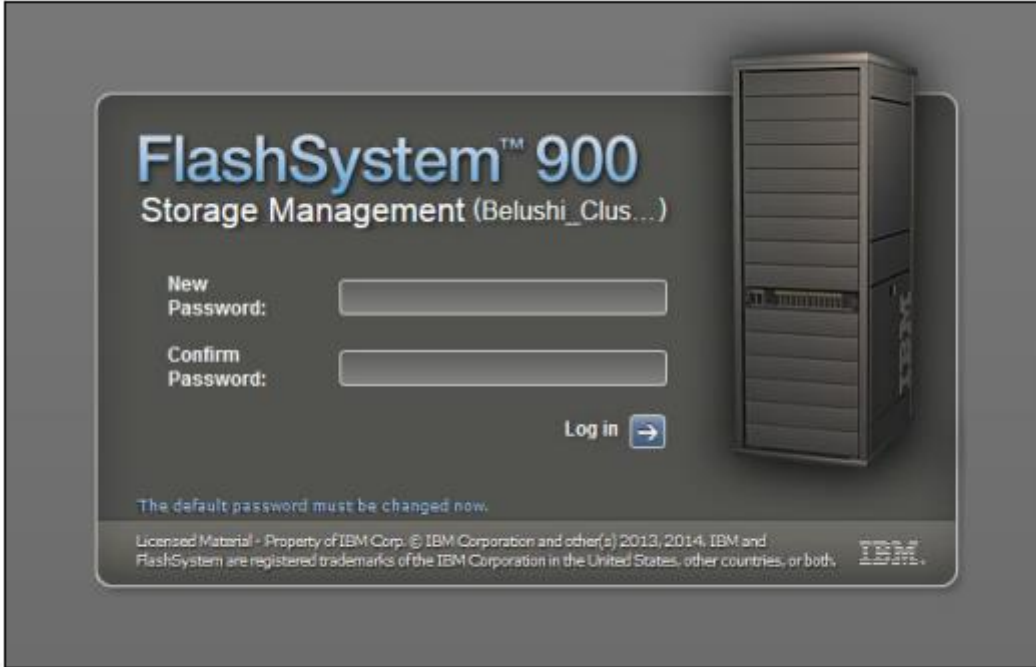 FlashSystem™ 900
Storage Management (Belushi_Clus...)
New
Password:
Confirm
Password:
Log in
The default password must be changed now.
Licensed Material - Property of IBM Corp. © IBM Corporation and other(s) 2013, 2014. IBM and
FlashSystem are registered trademarks of the IBM Corporation in the United States, other countries, or both.
IBM.
IBM